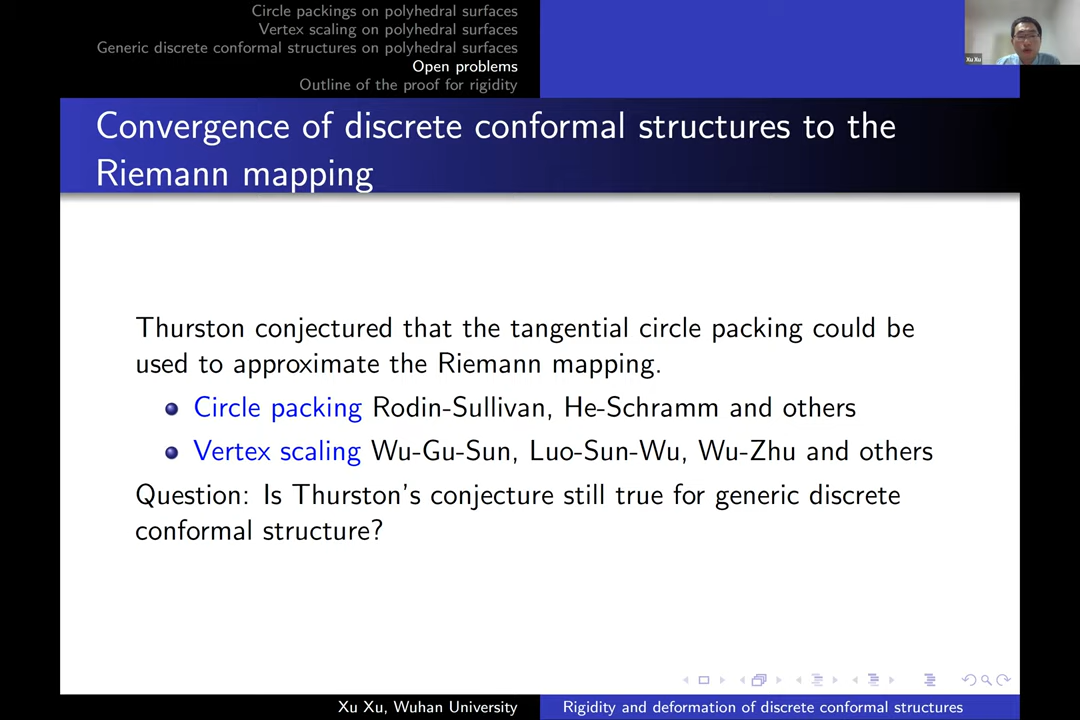 Circle packings on polyhedral surfaces
Vertex scaling on polyhedral surfaces
Generic discrete conformal structures on polyhedral surfaces
Open problems
Outline of the proof for rigidity
Xu Xu
Convergence of discrete conformal structures to the
Riemann mapping
Thurston conjectured that the tangential circle packing could be
used to approximate the Riemann mapping.
Circle packing Rodin-Sullivan, He-Schramm and others
Vertex scaling Wu-Gu-Sun, Luo-Sun-Wu, Wu-Zhu and others
Question: Is Thurston's conjecture still true for generic discrete
conformal structure?
Xu Xu, Wuhan University
Rigidity and deformation of discrete conformal structures